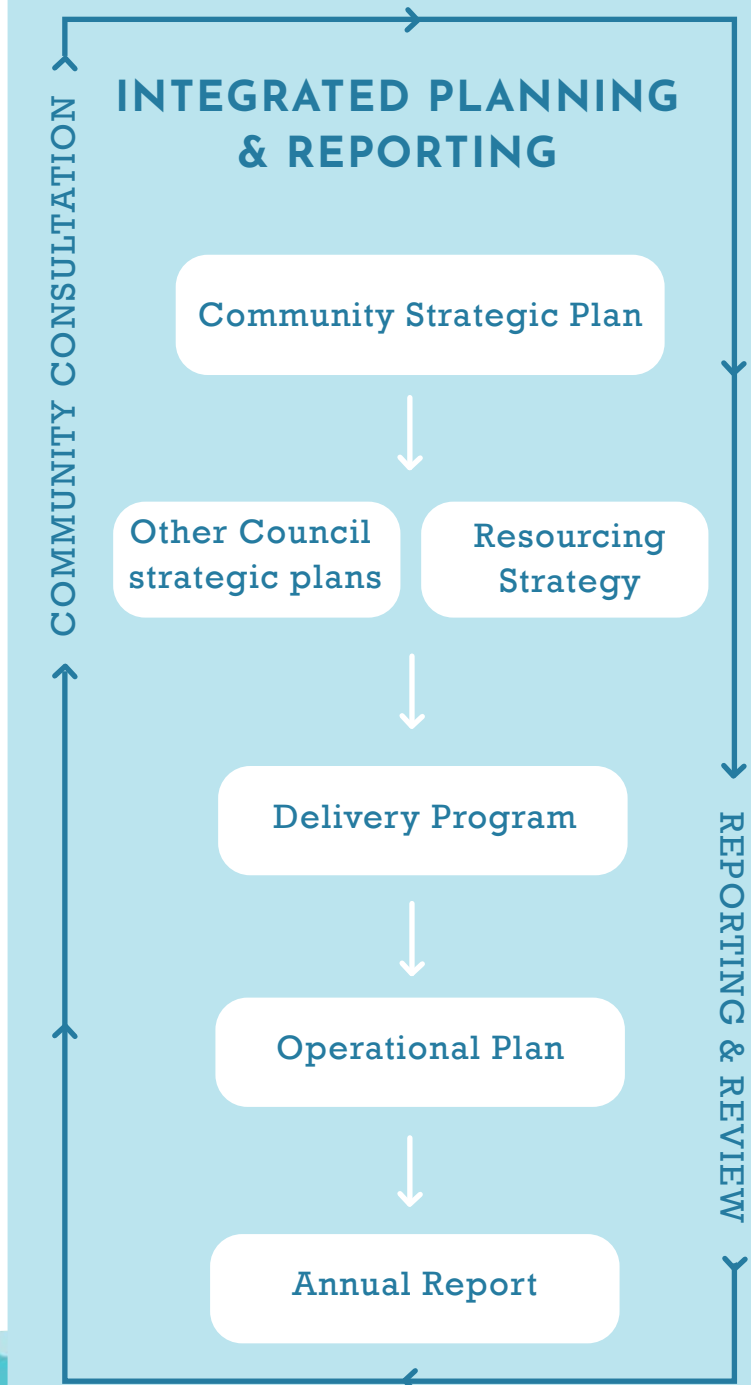 INTEGRATED PLANNING
& REPORTING
COMMUNITY CONSULTATION
Community Strategic Plan
Other Council
strategic plans
Resourcing
Strategy
Delivery Program
Operational Plan
Annual Report
REPORTING & REVIEW